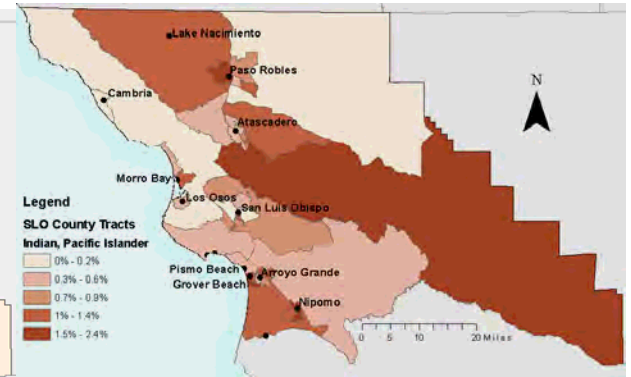 Lake Nacimiento
Paso Robles
Cambria
N
Atascadero
Morro Bay
Los Osos
San Luis Obispo
Pismo Beach
Arroyo Grande
Grover Beach
Nipomo
Legend
SLO County Tracts
Indian, Pacific Islander
0% - 0.2%
0.3% - 0.6%
0.7% - 0.9%
1% - 1.4%
1.5% - 2.4%
0 5 10 20 Miles